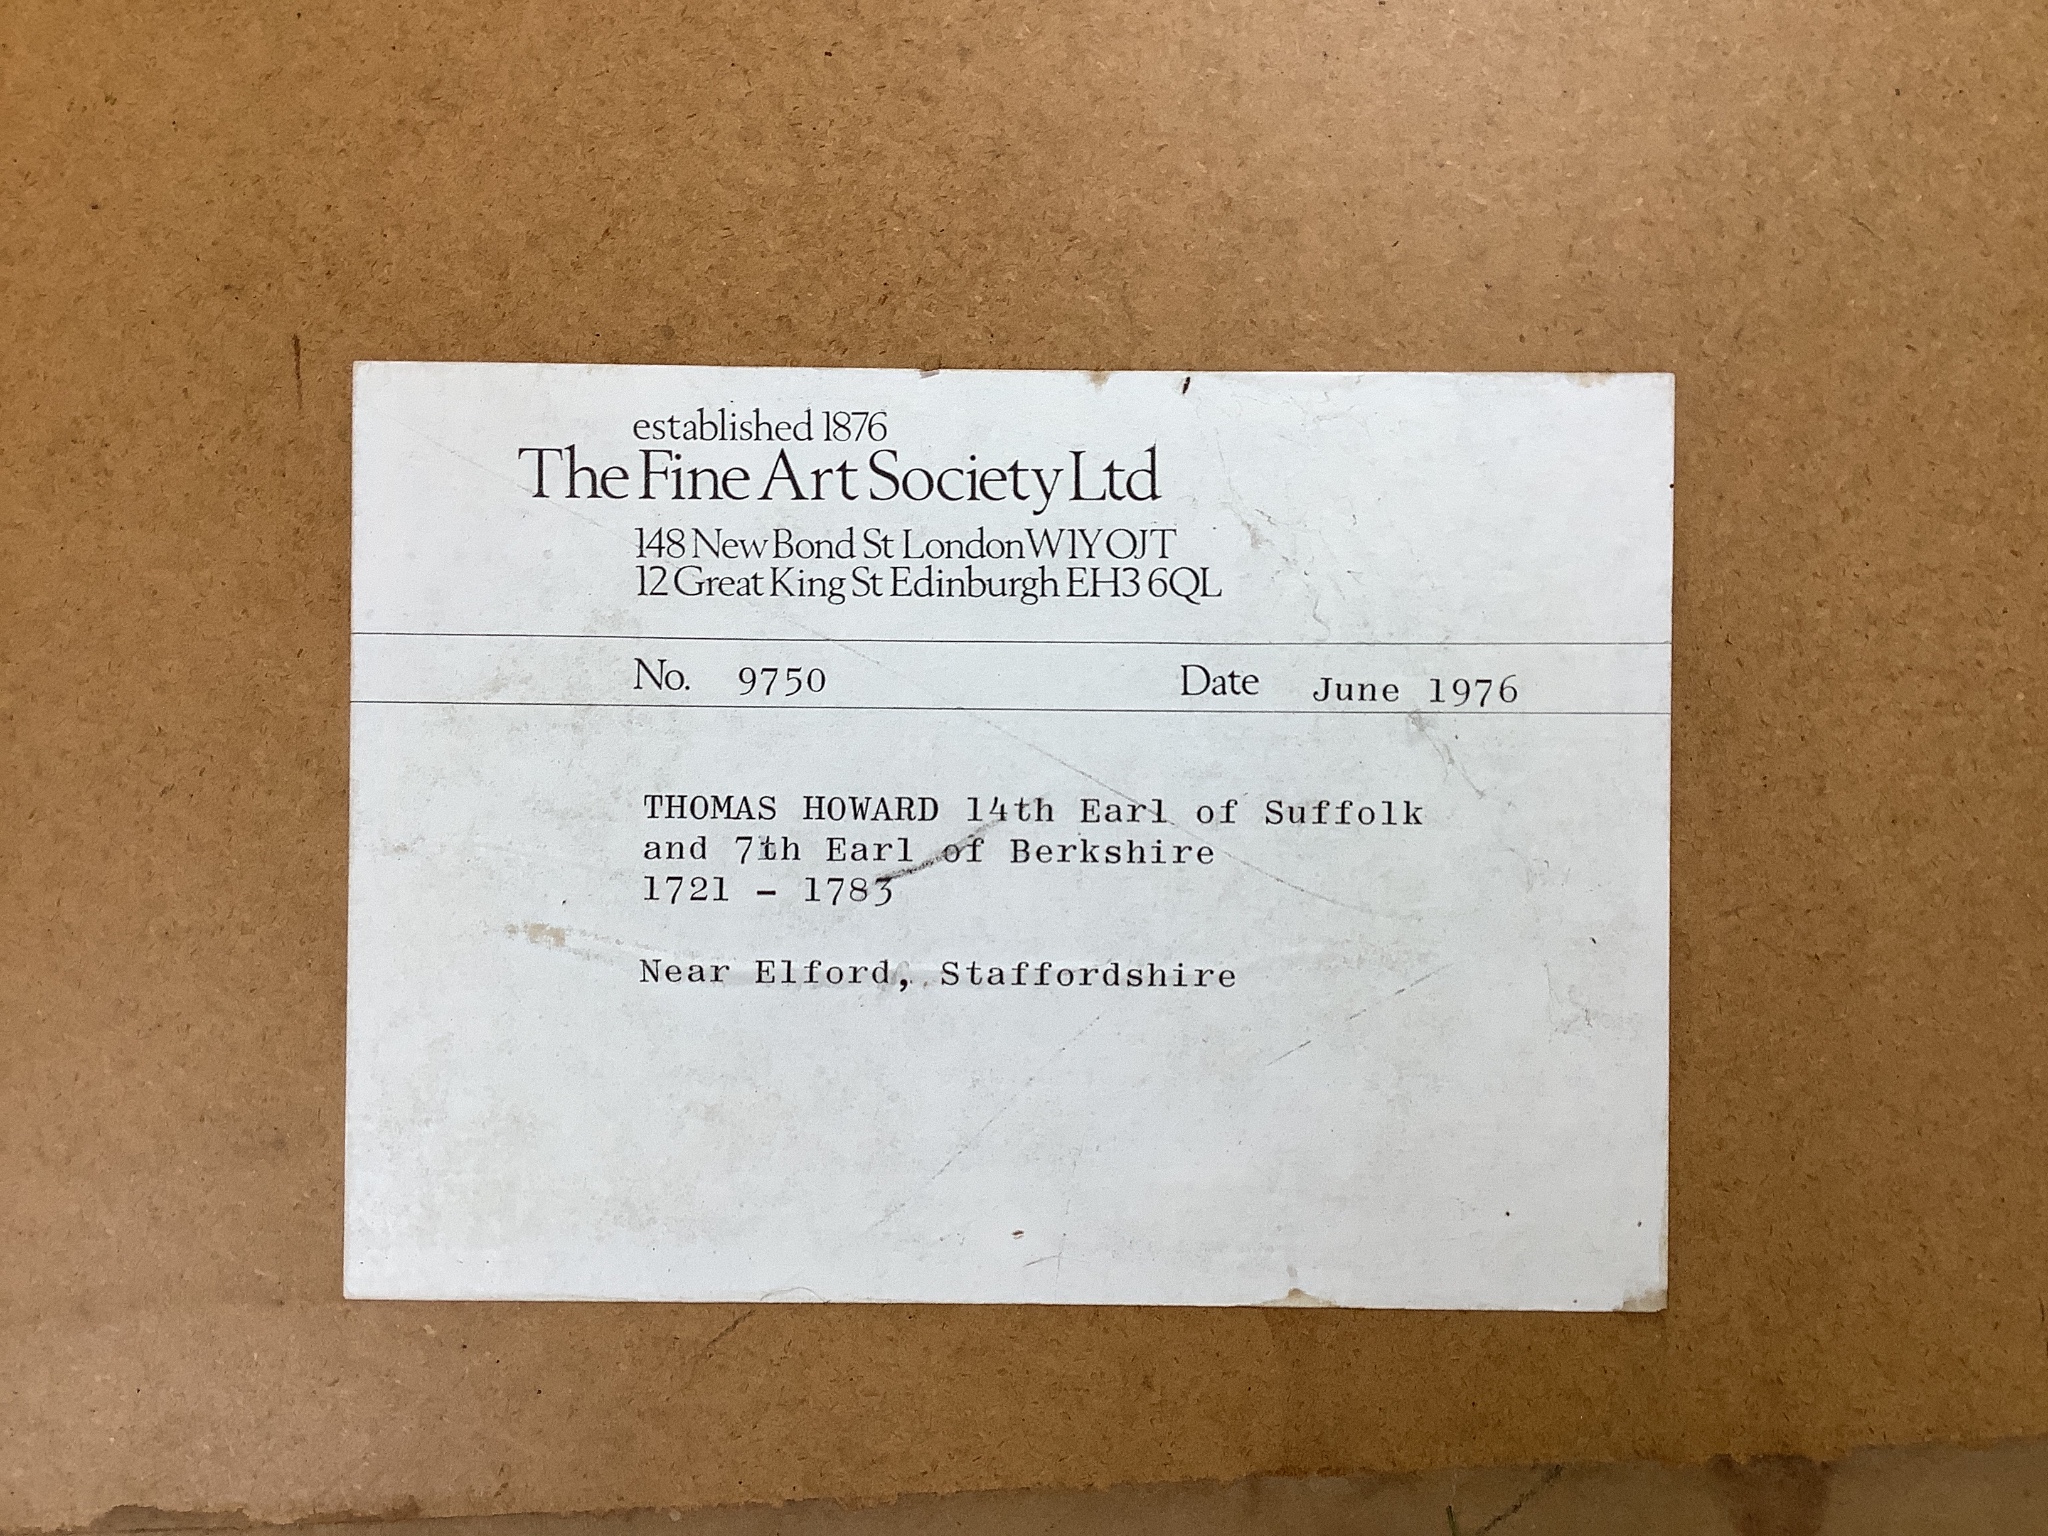 established 1876
The Fine Art Society Ltd
148 New Bond St London W1Y OJT
12 Great King St Edinburgh EH3 6QL
No. 9750 Date June 1976
THOMAS HOWARD 14th Earl of Suffolk
and 7th Earl of Berkshire
1721 - 1783
Near Elford, Staffordshire